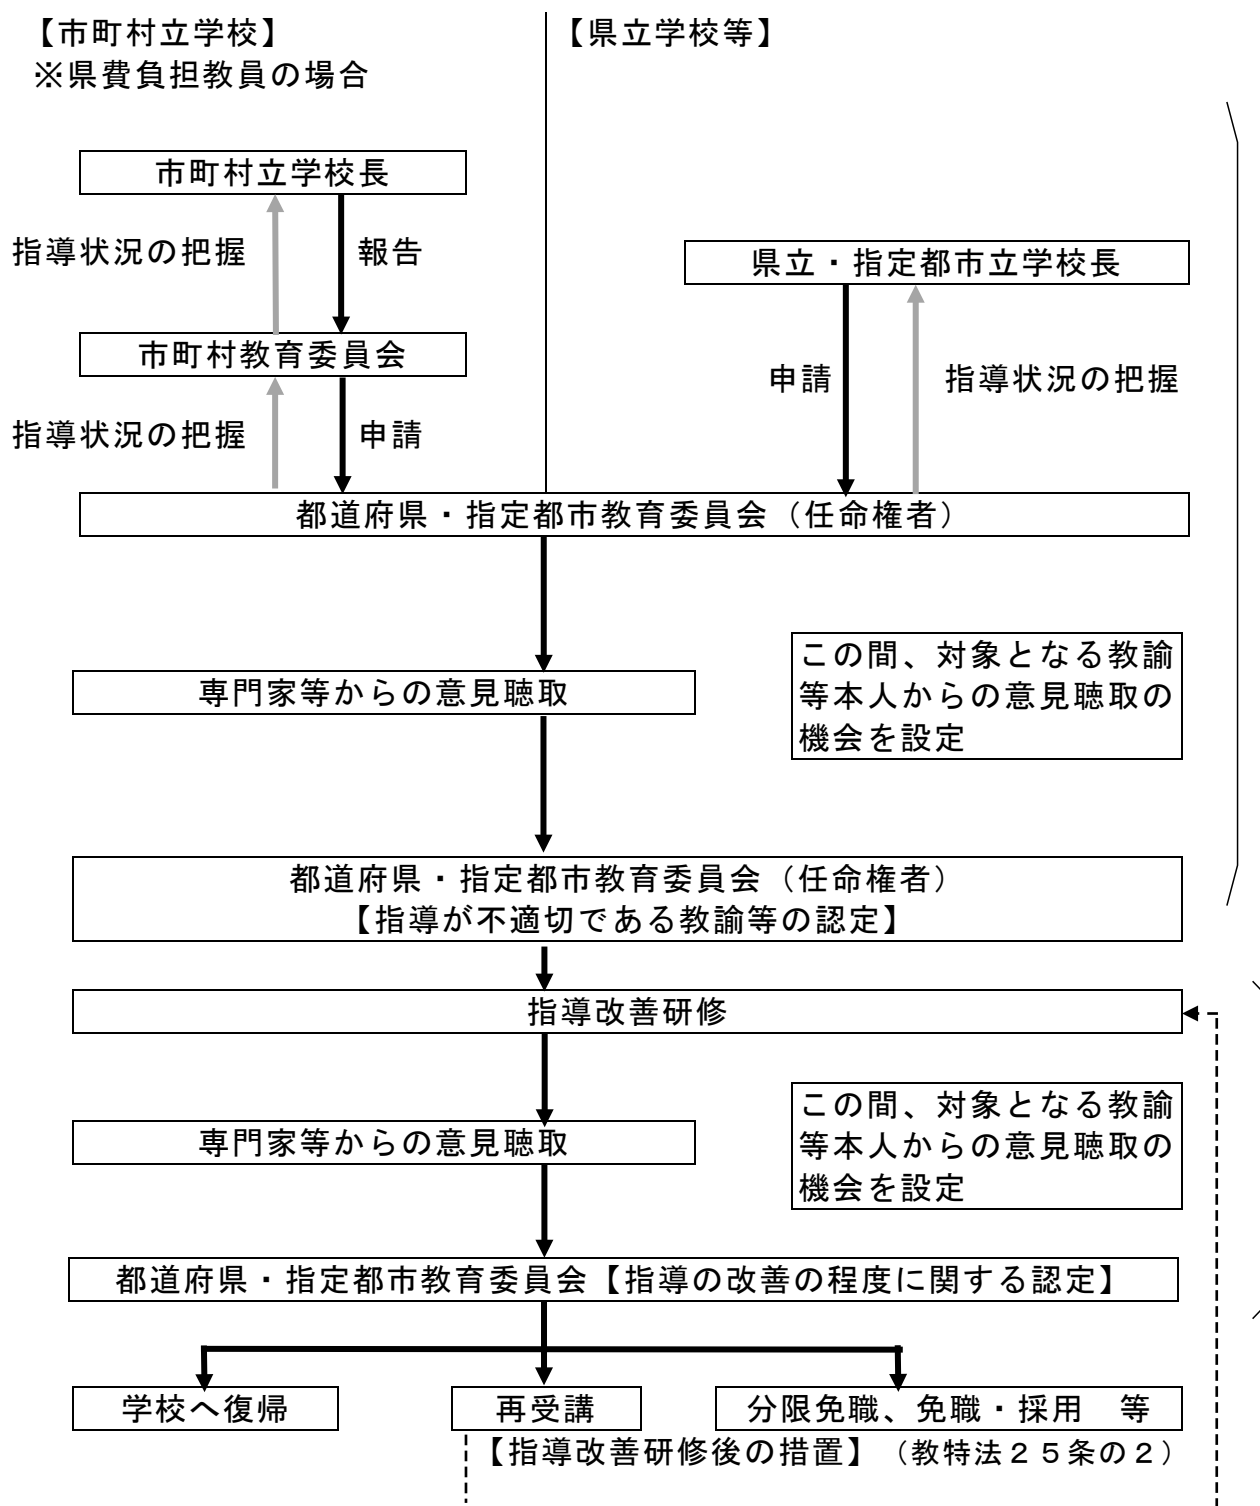 【市町村立学校】
※県費負担教員の場合
【県立学校等】
市町村立学校長
指導状況の把握
報告
県立・指定都市立学校長
市町村教育委員会
申請
指導状況の把握
指導状況の把握
申請
都道府県・指定都市教育委員会（任命権者）
この間、対象となる教諭
等本人からの意見聴取の
機会を設定
専門家等からの意見聴取
都道府県・指定都市教育委員会（任命権者）
【指導が不適切である教諭等の認定】
指導改善研修
この間、対象となる教諭
等本人からの意見聴取の
機会を設定
専門家等からの意見聴取
都道府県・指定都市教育委員会【指導の改善の程度に関する認定】
学校へ復帰
再受講
分限免職、免職・採用　等
【指導改善研修後の措置】（教特法２５条の２）